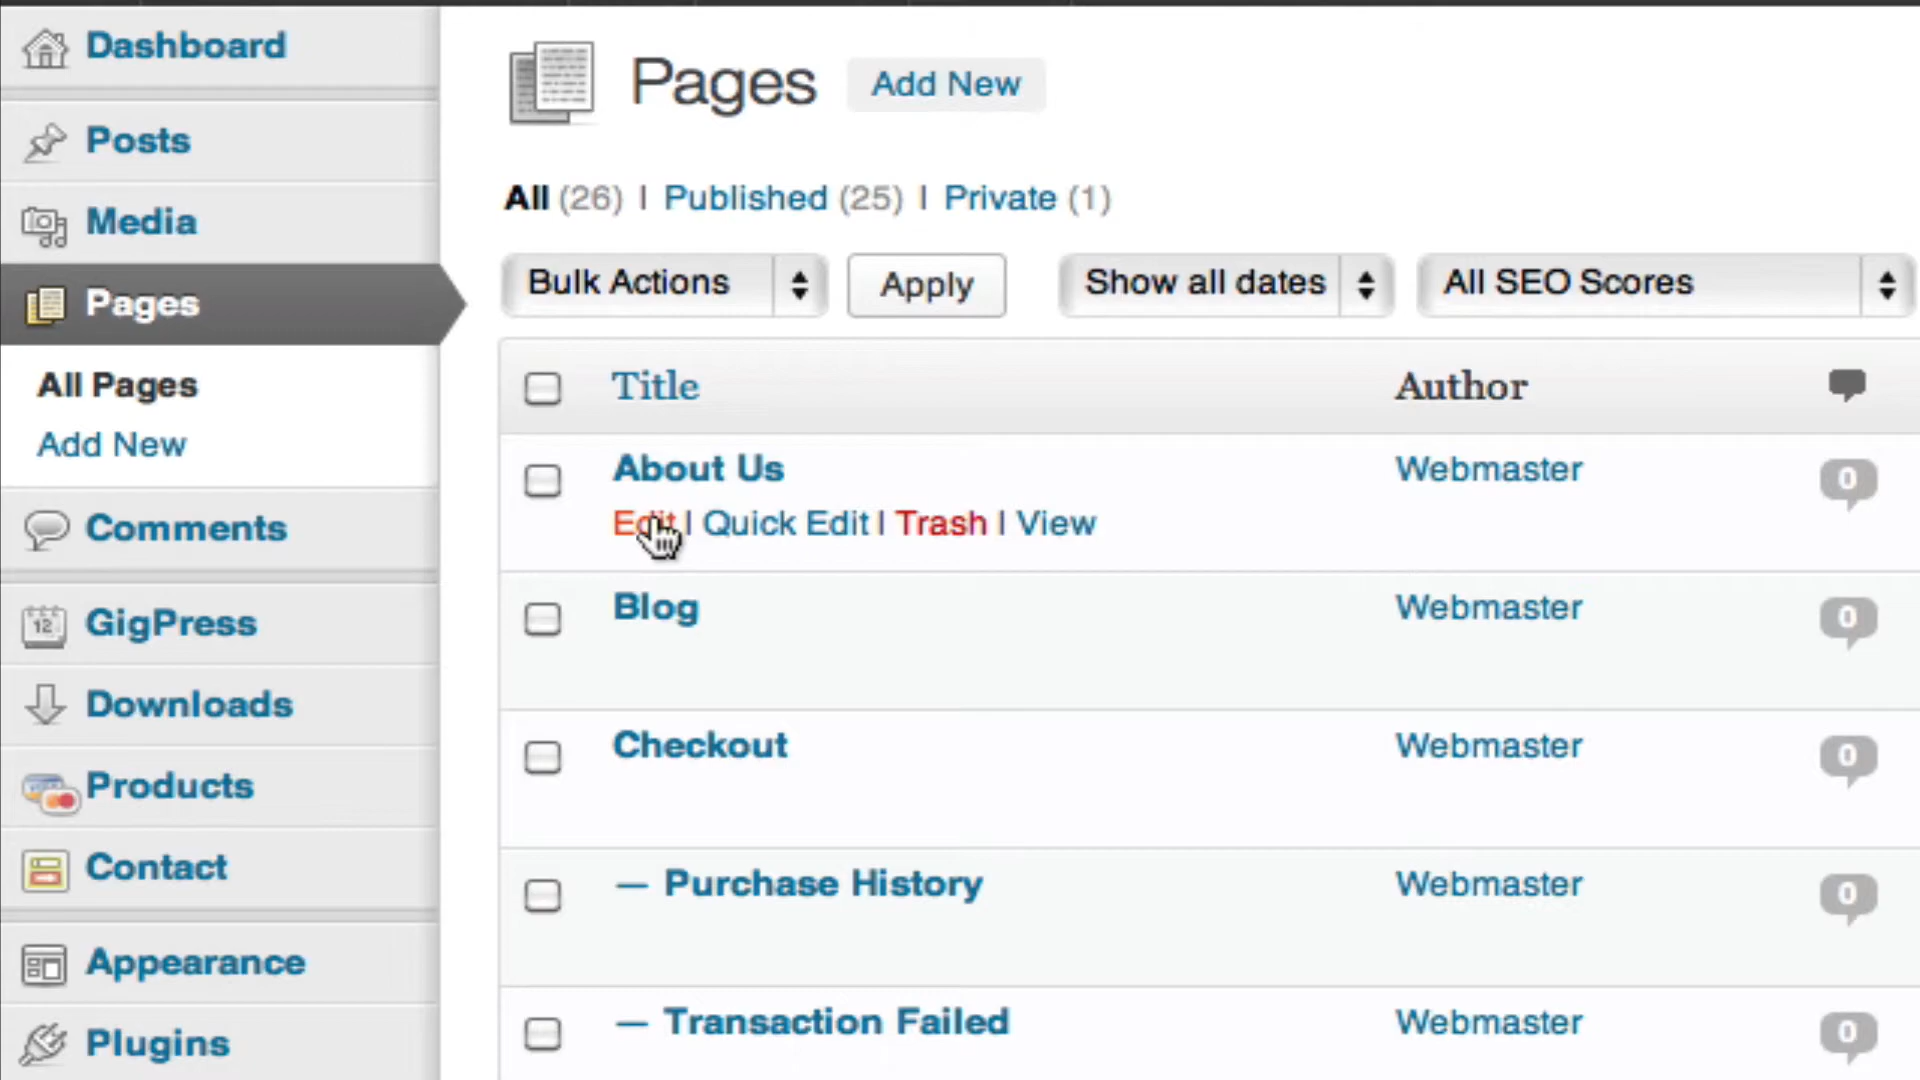 Dashboard
Posts
Media
Pages
All Pages
Add New
Comments
12
GigPress
Downloads
Products
Contact
Appearance
Plugins
Pages Add New
All (26) | Published (25) | Private (1)
Bulk Actions Apply Show all dates All SEO Scores
Title Author
About Us Webmaster 0
Edit | Quick Edit | Trash | View
Blog Webmaster 0
Checkout Webmaster 0
— Purchase History Webmaster 0
— Transaction Failed Webmaster 0